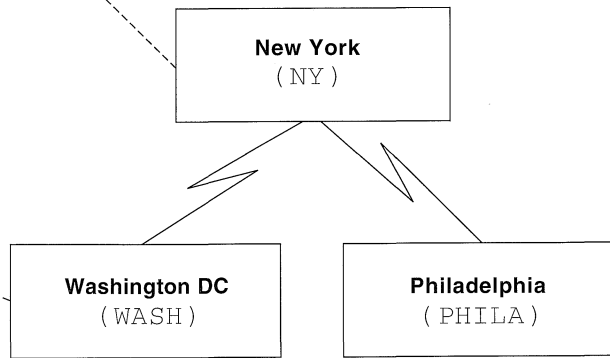 New York
(NY)
Washington DC
(WASH)
Philadelphia
(PHILA)